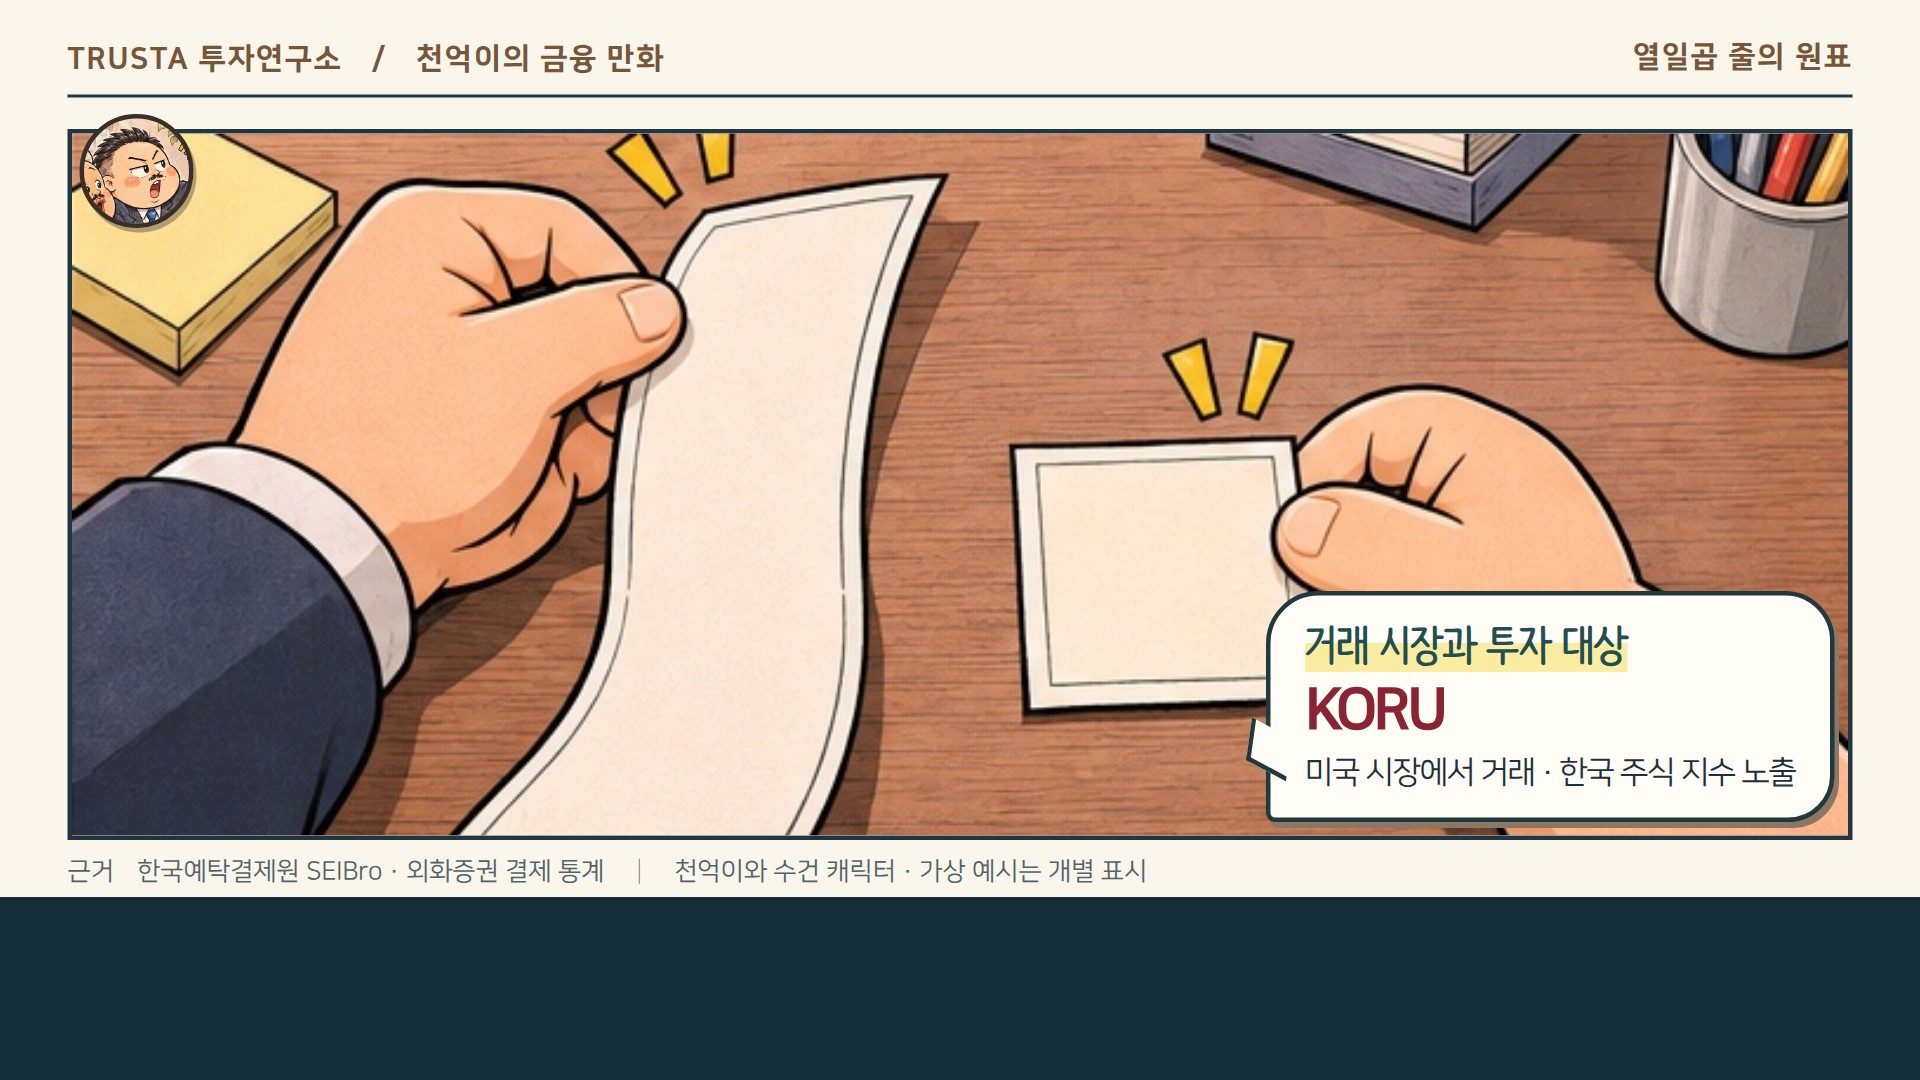 TRUSTA 투자연구소 / 천억이의 금융 만화
열일곱 줄의 원표
거래 시장과 투자 대상
KORU
미국 시장에서 거래 · 한국 주식 지수 노출
근거 한국예탁결제원 SEIBro · 외화증권 결제 통계 | 천억이와 수건 캐릭터 · 가상 예시는 개별 표시